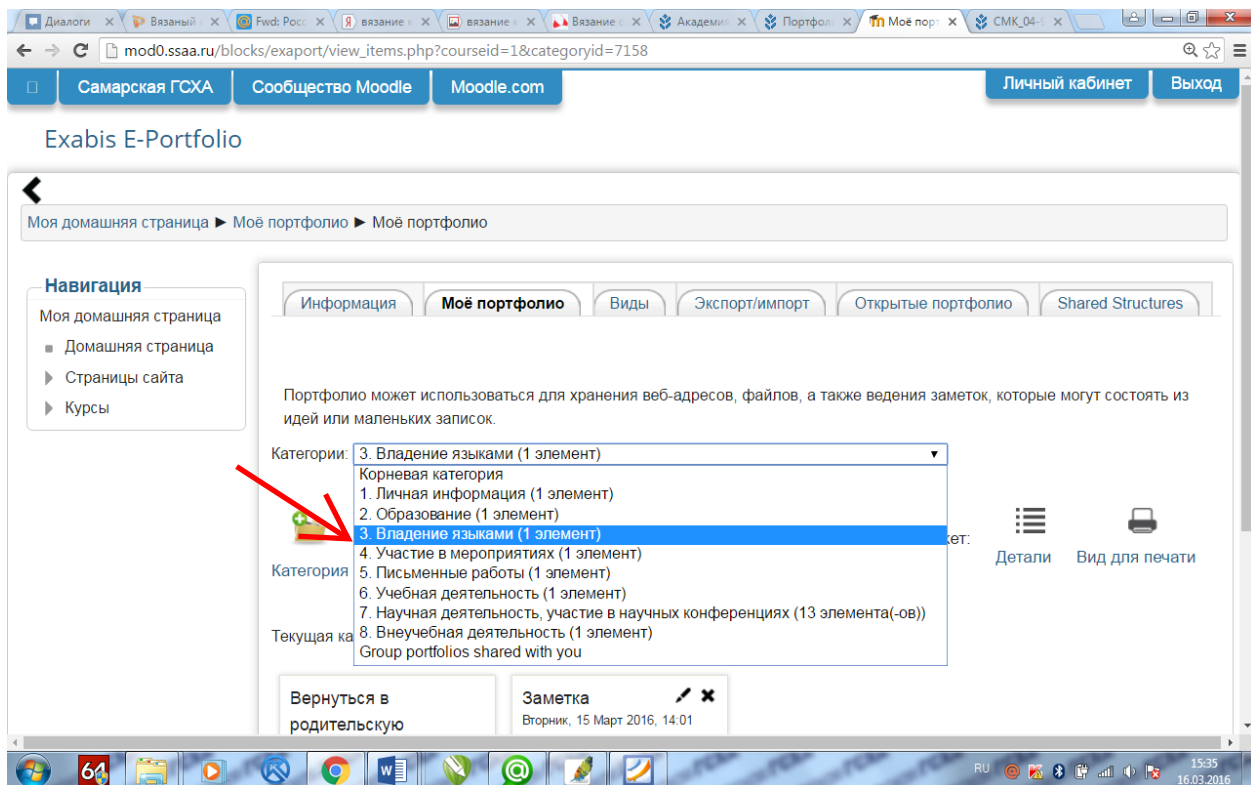 Диалоги
Вязаный
Fwd: Росс
вязание
вязание
Вязание с
Академия
Портфол
Моё порт
СМК_04-9
mod0.ssaa.ru/blocks/exaport/view_items.php?courseid=1&categoryid=7158
Самарская ГСХА
Сообщество Moodle
Moodle.com
Личный кабинет
Выход
Exabis E-Portfolio
Моя домашняя страница ► Моё портфолио ► Моё портфолио
Навигация
Моя домашняя страница
Домашняя страница
Страницы сайта
Курсы
Информация
Моё портфолио
Виды
Экспорт/импорт
Открытые портфолио
Shared Structures
Портфолио может использоваться для хранения веб-адресов, файлов, а также ведения заметок, которые могут состоять из
идей или маленьких записок.
Категории: 3. Владение языками (1 элемент)
Корневая категория
1. Личная информация (1 элемент)
2. Образование (1 элемент)
3. Владение языками (1 элемент)
4. Участие в мероприятиях (1 элемент)
5. Письменные работы (1 элемент)
6. Учебная деятельность (1 элемент)
7. Научная деятельность, участие в научных конференциях (13 элемента(-ов))
8. Внеучебная деятельность (1 элемент)
Group portfolios shared with you
Категория
кет:
Детали
Вид для печати
Текущая ка
Вернуться в
родительскую
Заметка
Вторник, 15 Март 2016, 14:01
64
RU
15:35
16.03.2016